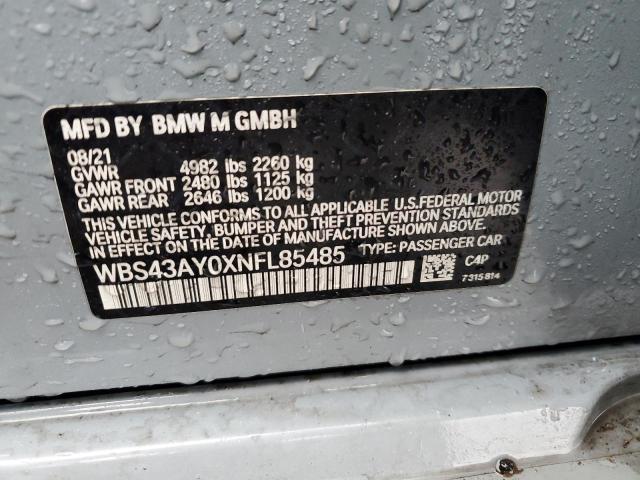 MFD BY BMW M GMBH
08/21
GVWR 4982 lbs 2260 kg
GAWR FRONT 2480 lbs 1125 kg
GAWR REAR 2646 lbs 1200 kg
THIS VEHICLE CONFORMS TO ALL APPLICABLE U.S.FEDERAL MOTOR
VEHICLE SAFETY, BUMPER AND THEFT PREVENTION STANDARDS
IN EFFECT ON THE DATE OF MANUFACTURE SHOWN ABOVE.
WBS43AY0XNFL85485 TYPE: PASSENGER CAR
C4P
7315814